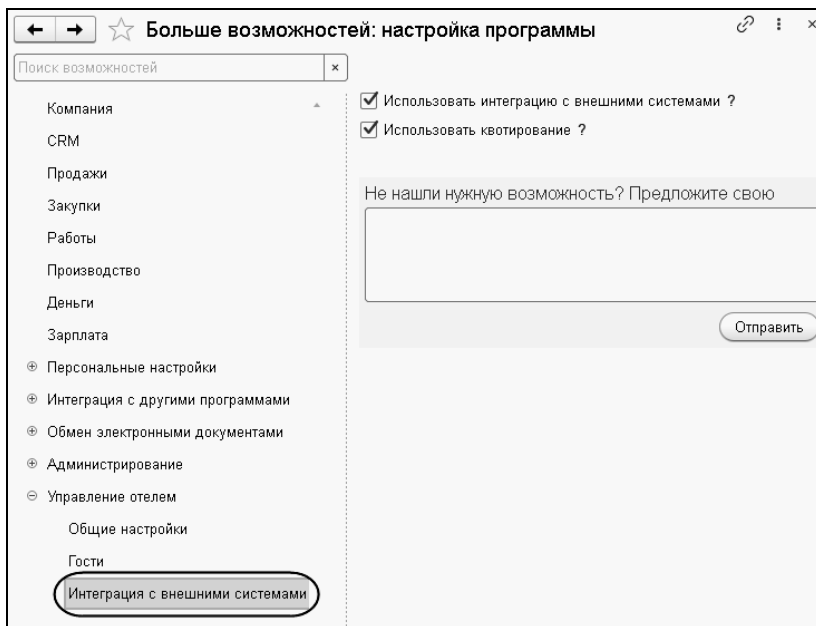 Больше возможностей: настройка программы
Поиск возможностей
Компания
CRM
Продажи
Закупки
Работы
Производство
Деньги
Зарплата
Персональные настройки
Интеграция с другими программами
Обмен электронными документами
Администрирование
Управление отелем
Общие настройки
Гости
Интеграция с внешними системами
Использовать интеграцию с внешними системами ?
Использовать квотирование ?
Не нашли нужную возможность? Предложите свою
Отправить